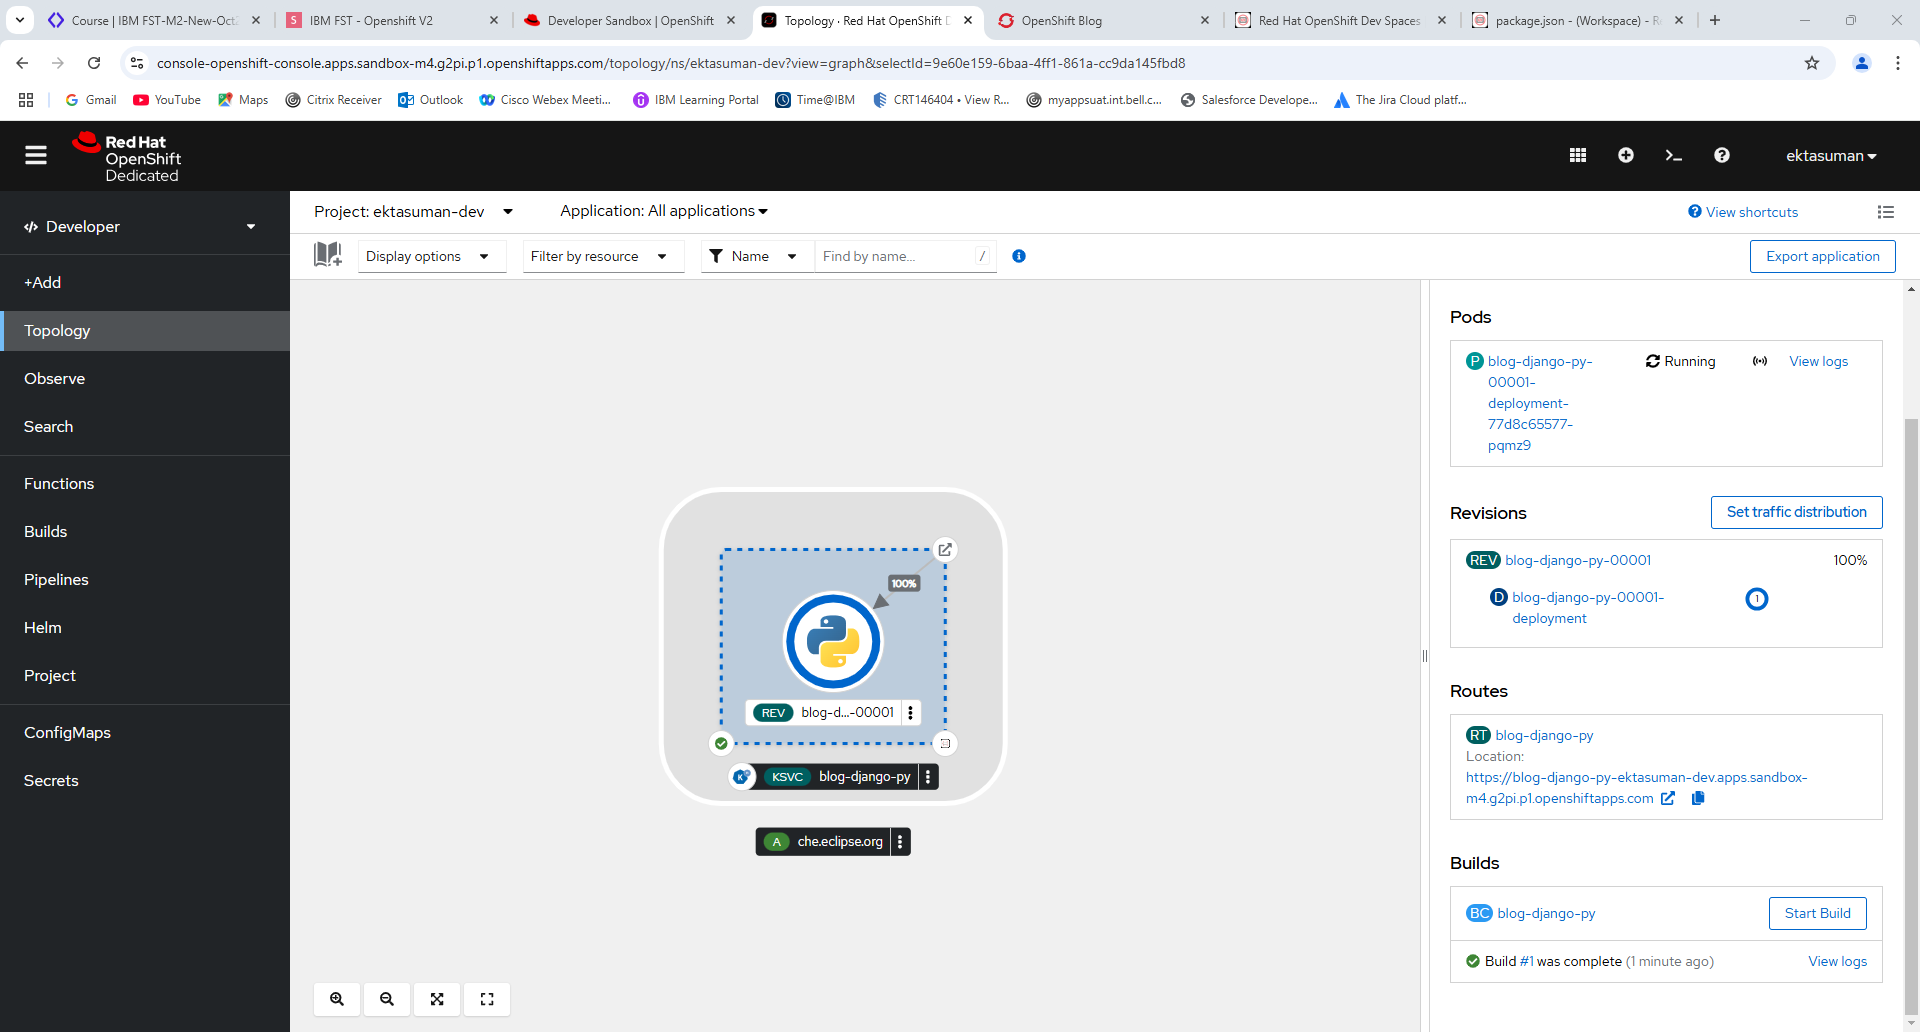 Course | IBM FST-M2-New-Oct2
IBM FST - Openshift V2
Developer Sandbox | OpenShift
Topology · Red Hat OpenShift D
OpenShift Blog
Red Hat OpenShift Dev Spaces
package.json - (Workspace) - R
console-openshift-console.apps.sandbox-m4.g2pi.p1.openshiftapps.com/topology/ns/ektasuman-dev?view=graph&selectId=9e60e159-6baa-4ff1-861a-cc9da145fbd8
Gmail
YouTube
Maps
Citrix Receiver
Outlook
Cisco Webex Meeti...
IBM Learning Portal
Time@IBM
CRT146404 • View R...
myappsuat.int.bell.c...
Salesforce Develope...
The Jira Cloud platf...
Red Hat
OpenShift
Dedicated
ektasuman
Developer
+Add
Topology
Observe
Search
Functions
Builds
Pipelines
Helm
Project
ConfigMaps
Secrets
Project: ektasuman-dev
Application: All applications
View shortcuts
Display options
Filter by resource
Name
Find by name...
/
Export application
100%
REV blog-d...-00001
KSVC blog-django-py
A che.eclipse.org
Pods
P blog-django-py-
00001-
deployment-
77d8c65577-
pqmz9
Running
View logs
Revisions
Set traffic distribution
REV blog-django-py-00001
100%
D blog-django-py-00001-
deployment
1
Routes
RT blog-django-py
Location:
https://blog-django-py-ektasuman-dev.apps.sandbox-
m4.g2pi.p1.openshiftapps.com
Builds
BC blog-django-py
Start Build
Build #1 was complete (1 minute ago)
View logs